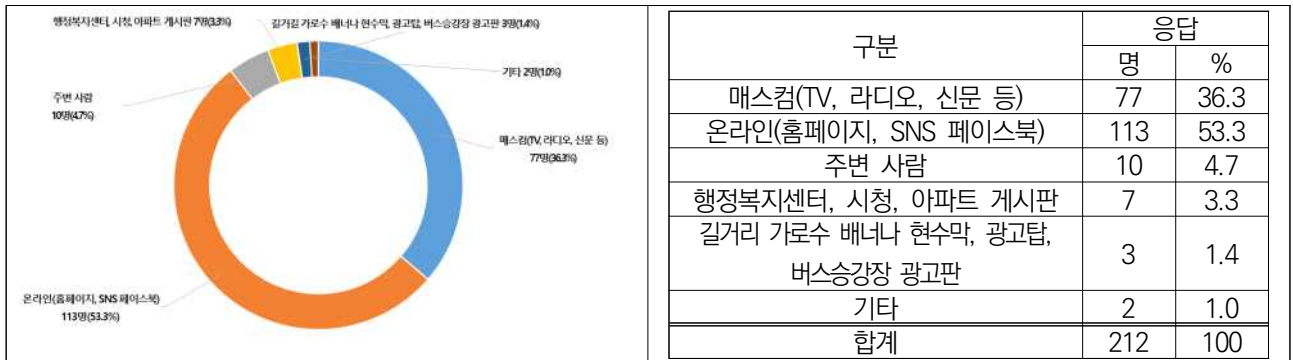 행정복지센터, 시청, 아파트 게시판 7명(3.3%)
길거길 가로수 배너나 현수막, 광고탑, 버스승강장 광고판 3명(1.4%)
기타 2명(1.0%)
주변 사람
10명(4.7%)
매스컴(TV, 라디오, 신문 등)
77명(36.3%)
온라인(홈페이지, SNS 페이스북)
113명(53.3%)
구분 응답
명 %
매스컴(TV, 라디오, 신문 등) 77 36.3
온라인(홈페이지, SNS 페이스북) 113 53.3
주변 사람 10 4.7
행정복지센터, 시청, 아파트 게시판 7 3.3
길거리 가로수 배너나 현수막, 광고탑,
버스승강장 광고판 3 1.4
기타 2 1.0
합계 212 100